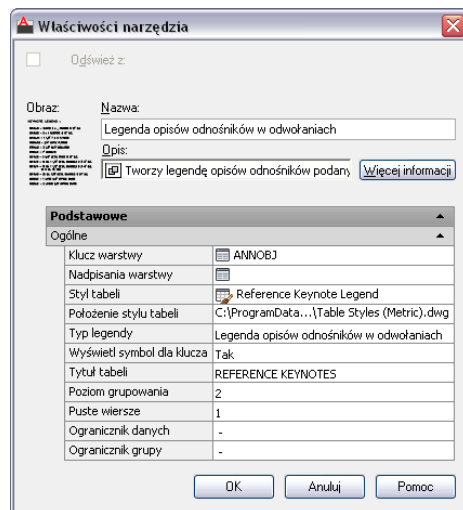 Właściwości narzędzia
Odśwież z:
Obraz:
Nazwa:
Legenda opisów odnośników w odwołaniach
Opis:
Tworzy legendę opisów odnośników podany
Więcej informacji
Podstawowe
Ogólne
Klucz warstwy ANNOBJ
Nadpisania warstwy
Styl tabeli Reference Keynote Legend
Położenie stylu tabeli C:\ProgramData...\Table Styles (Metric).dwg
Typ legendy Legenda opisów odnośników w odwołaniach
Wyświetl symbol dla klucza Tak
Tytuł tabeli REFERENCE KEYNOTES
Poziom grupowania 2
Puste wiersze 1
Ogranicznik danych -
Ogranicznik grupy -
OK Anuluj Pomoc